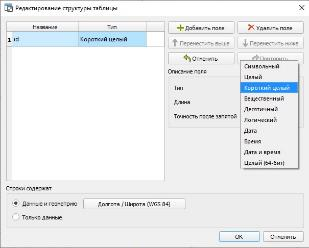 Редактирование структуры таблицы
Название Тип
1 id Короткий целый
Добавить поле Удалить поле
Переместить выше Переместить ниже
Отменить Повторить
Описание поля
Тип
Длина
Точность после запятой
Символьный
Целый
Короткий целый
Вещественный
Десятичный
Логический
Дата
Время
Дата и время
Целый (64-бит)
Строки содержат
Данные и геометрию Долгота / Широта (WGS 84)
Только данные
OK Отменить